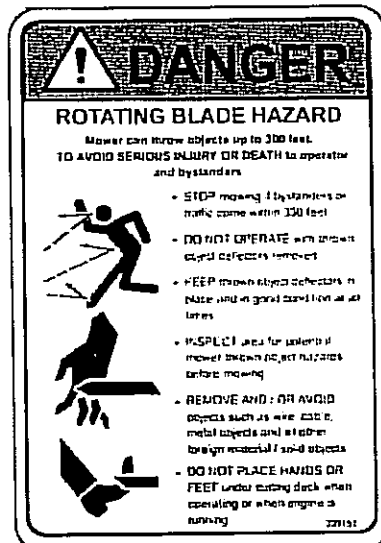 DANGER
ROTATING BLADE HAZARD
Mower can throw objects up to 300 feet.
TO AVOID SERIOUS INJURY OR DEATH to operator
and bystanders
• STOP mowing if bystanders or
traffic come within 300 feet
• DO NOT OPERATE with thrown
object deflectors removed
• KEEP thrown object deflectors in
place and in good condition at all
times
• INSPECT area for potential
mower thrown object hazards
before mowing
• REMOVE AND / OR AVOID
objects such as wire, cable,
metal objects and all other
foreign material / solid objects
• DO NOT PLACE HANDS OR
FEET under cutting deck when
operating or when engine is
running